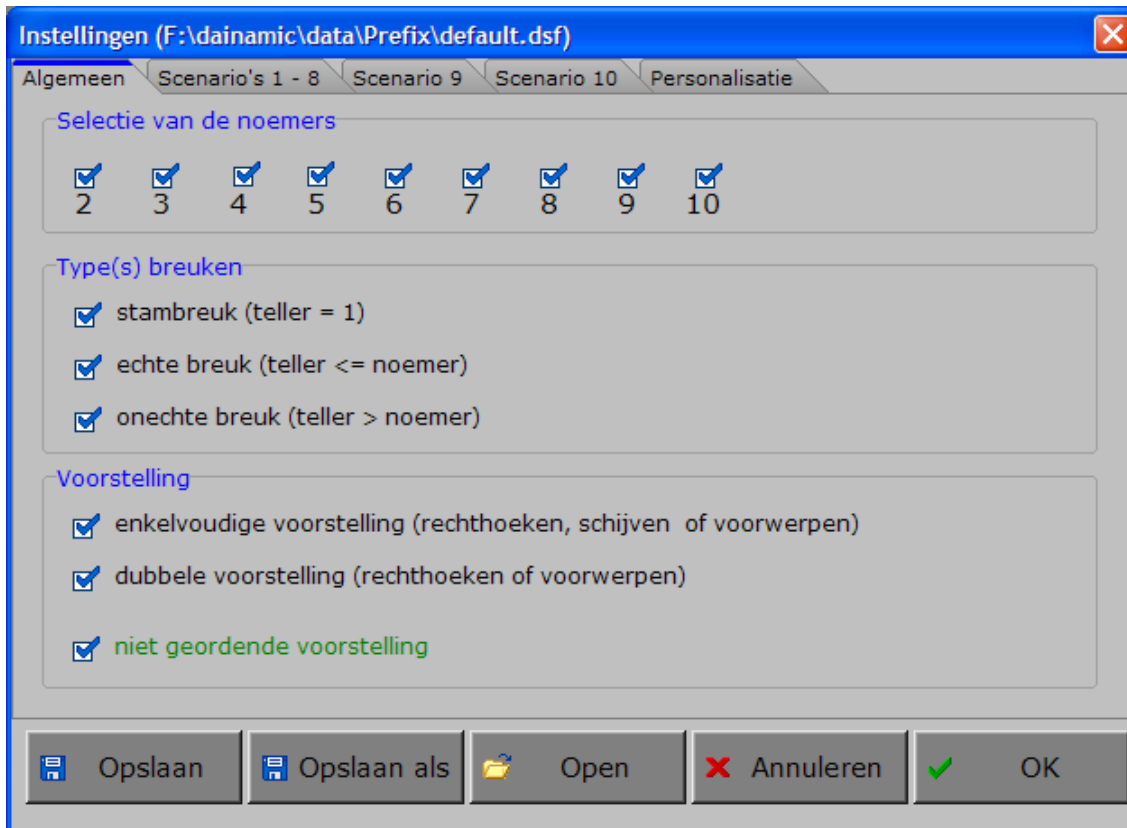 Instellingen (F:\dainamic\data\Prefix\default.dsf)
Algemeen Scenario's 1 - 8 Scenario 9 Scenario 10 Personalisatie
Selectie van de noemers
2 3 4 5 6 7 8 9 10
Type(s) breuken
stambreuk (teller = 1)
echte breuk (teller <= noemer)
onechte breuk (teller > noemer)
Voorstelling
enkelvoudige voorstelling (rechthoeken, schijven of voorwerpen)
dubbele voorstelling (rechthoeken of voorwerpen)
niet geordende voorstelling
Opslaan Opslaan als Open Annuleren OK